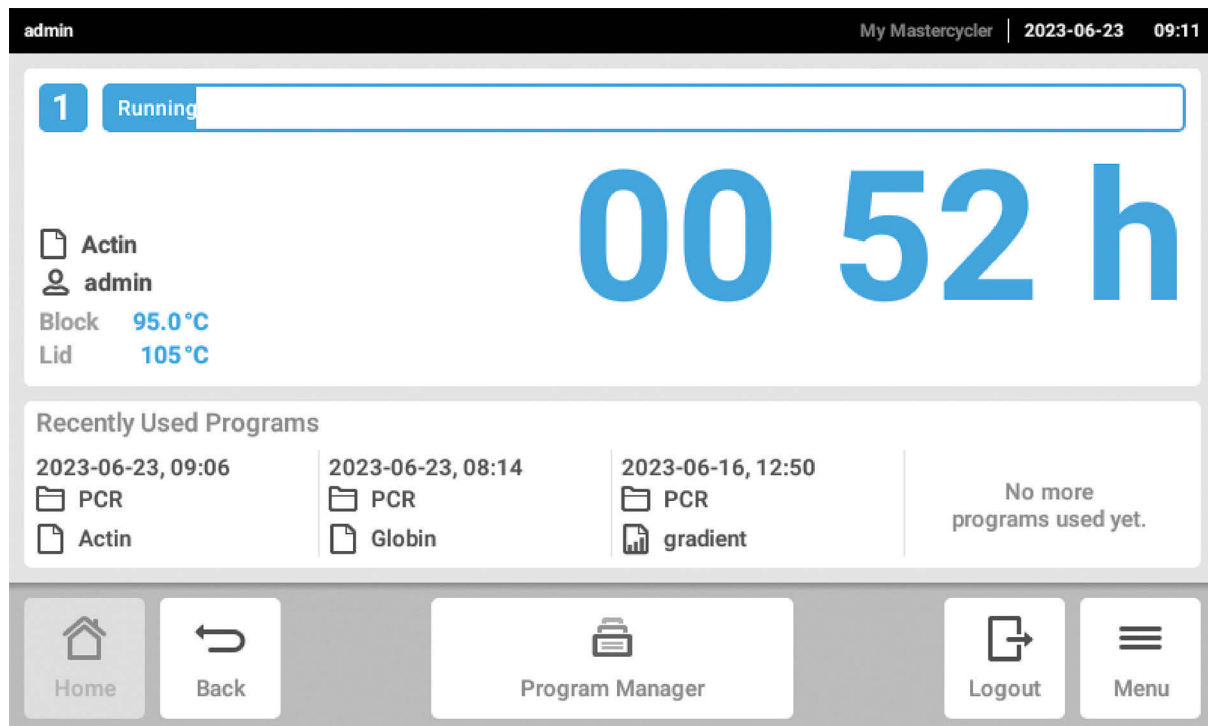 admin My Mastercycler 2023-06-23 09:11
1 Running
00 52 h
Actin
admin
Block 95.0°C
Lid 105°C
Recently Used Programs
2023-06-23, 09:06
PCR
Actin
2023-06-23, 08:14
PCR
Globin
2023-06-16, 12:50
PCR
gradient
No more
programs used yet.
Home
Back
Program Manager
Logout
Menu